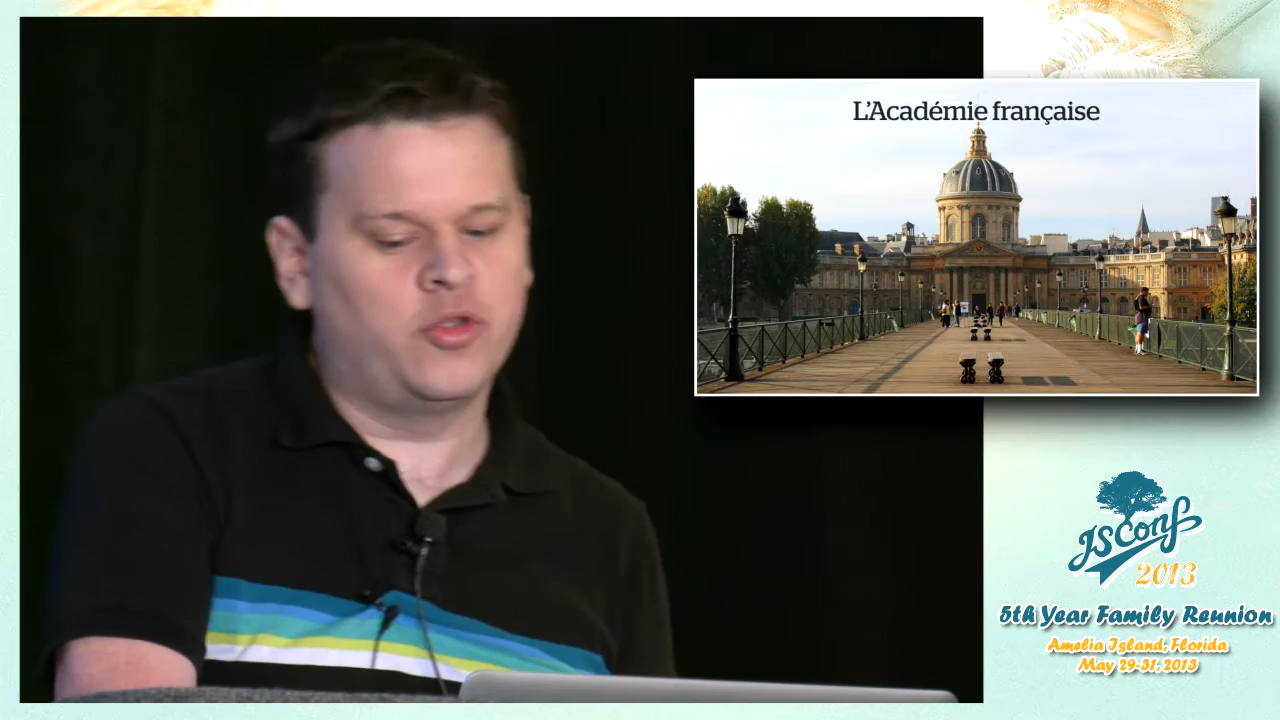 L'Académie française
JSConf
2013
5th Year Family Reunion
Amelia Island, Florida
May 29-31, 2013